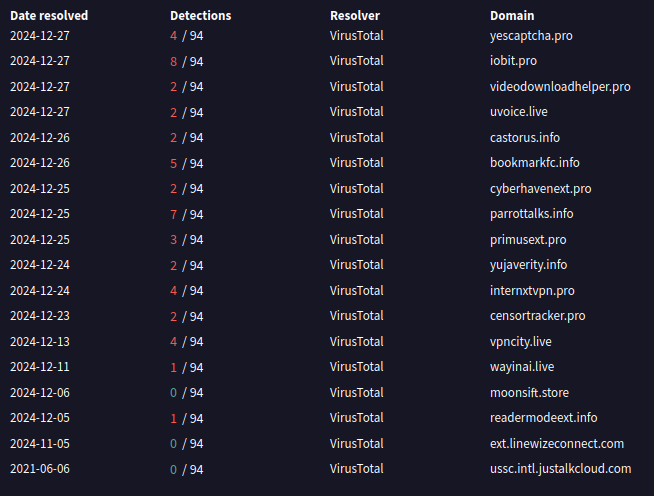 Date resolved Detections Resolver Domain
2024-12-27 4 / 94 VirusTotal yescaptcha.pro
2024-12-27 8 / 94 VirusTotal iobit.pro
2024-12-27 2 / 94 VirusTotal videodownloadhelper.pro
2024-12-27 2 / 94 VirusTotal uvoice.live
2024-12-26 2 / 94 VirusTotal castorus.info
2024-12-26 5 / 94 VirusTotal bookmarkfc.info
2024-12-25 2 / 94 VirusTotal cyberhavenext.pro
2024-12-25 7 / 94 VirusTotal parrottalks.info
2024-12-25 3 / 94 VirusTotal primusext.pro
2024-12-24 2 / 94 VirusTotal yujaverity.info
2024-12-24 4 / 94 VirusTotal internxtvpn.pro
2024-12-23 2 / 94 VirusTotal censortracker.pro
2024-12-13 4 / 94 VirusTotal vpncity.live
2024-12-11 1 / 94 VirusTotal wayinai.live
2024-12-06 0 / 94 VirusTotal moonsift.store
2024-12-05 1 / 94 VirusTotal readermodeext.info
2024-11-05 0 / 94 VirusTotal ext.linewizeconnect.com
2021-06-06 0 / 94 VirusTotal ussc.intl.justalkcloud.com